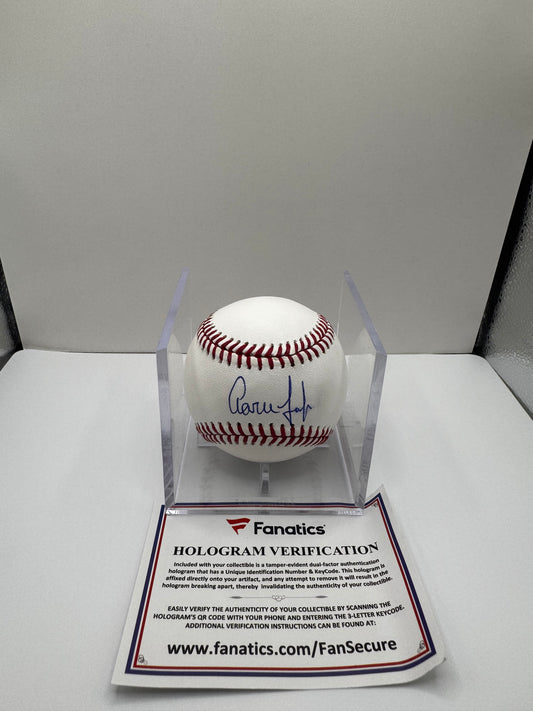 Fanatics
HOLOGRAM VERIFICATION
Included with your collectible is a tamper-evident dual-factor authentication
hologram that has a Unique Identification Number & KeyCode. This hologram is
affixed directly onto your artifact, and any attempt to remove it will result in the
hologram breaking apart, thereby invalidating the authenticity of your collectible.
EASILY VERIFY THE AUTHENTICITY OF YOUR COLLECTIBLE BY SCANNING THE
HOLOGRAM'S QR CODE WITH YOUR PHONE AND ENTERING THE 3-LETTER KEYCODE.
ADDITIONAL VERIFICATION INSTRUCTIONS CAN BE FOUND AT:
www.fanatics.com/FanSecure